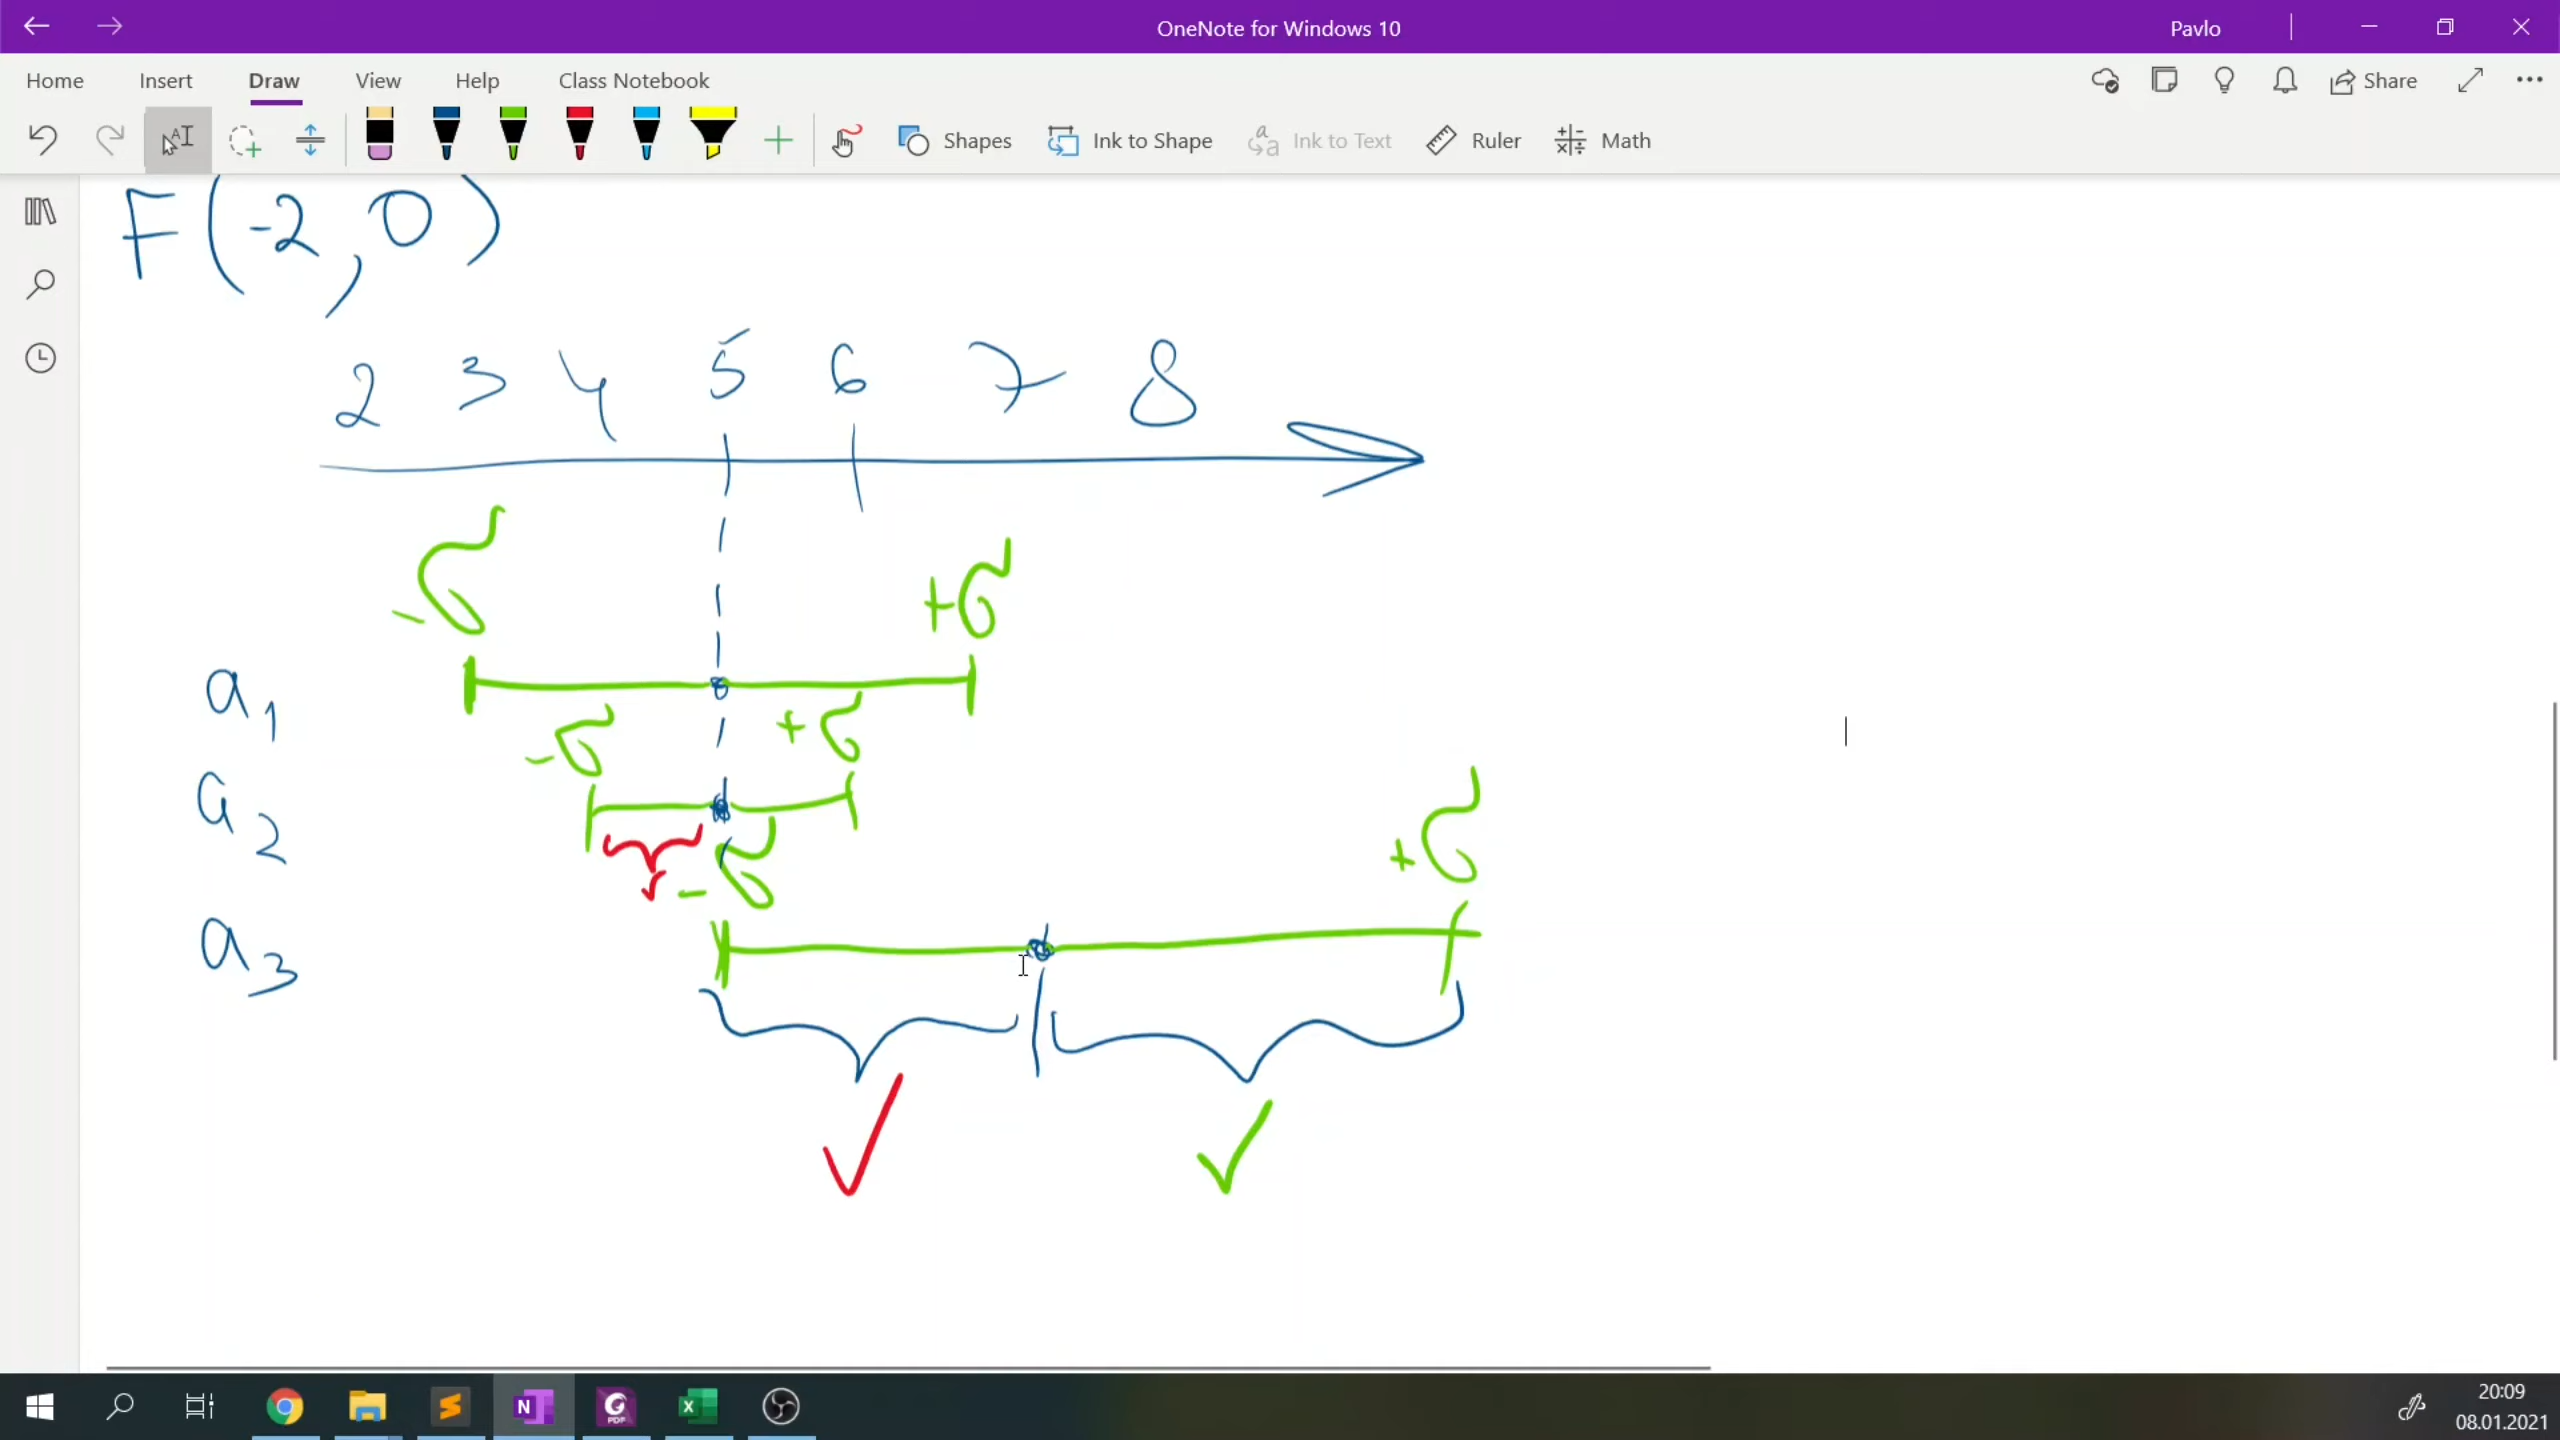 OneNote for Windows 10
Pavlo
Home Insert Draw View Help Class Notebook
Share
Shapes Ink to Shape Ink to Text Ruler Math
F(-2, 0)
2 3 4 5 6 7 8
-σ +σ
a1
-σ +σ
a2
-σ +σ
a3
20:09
08.01.2021